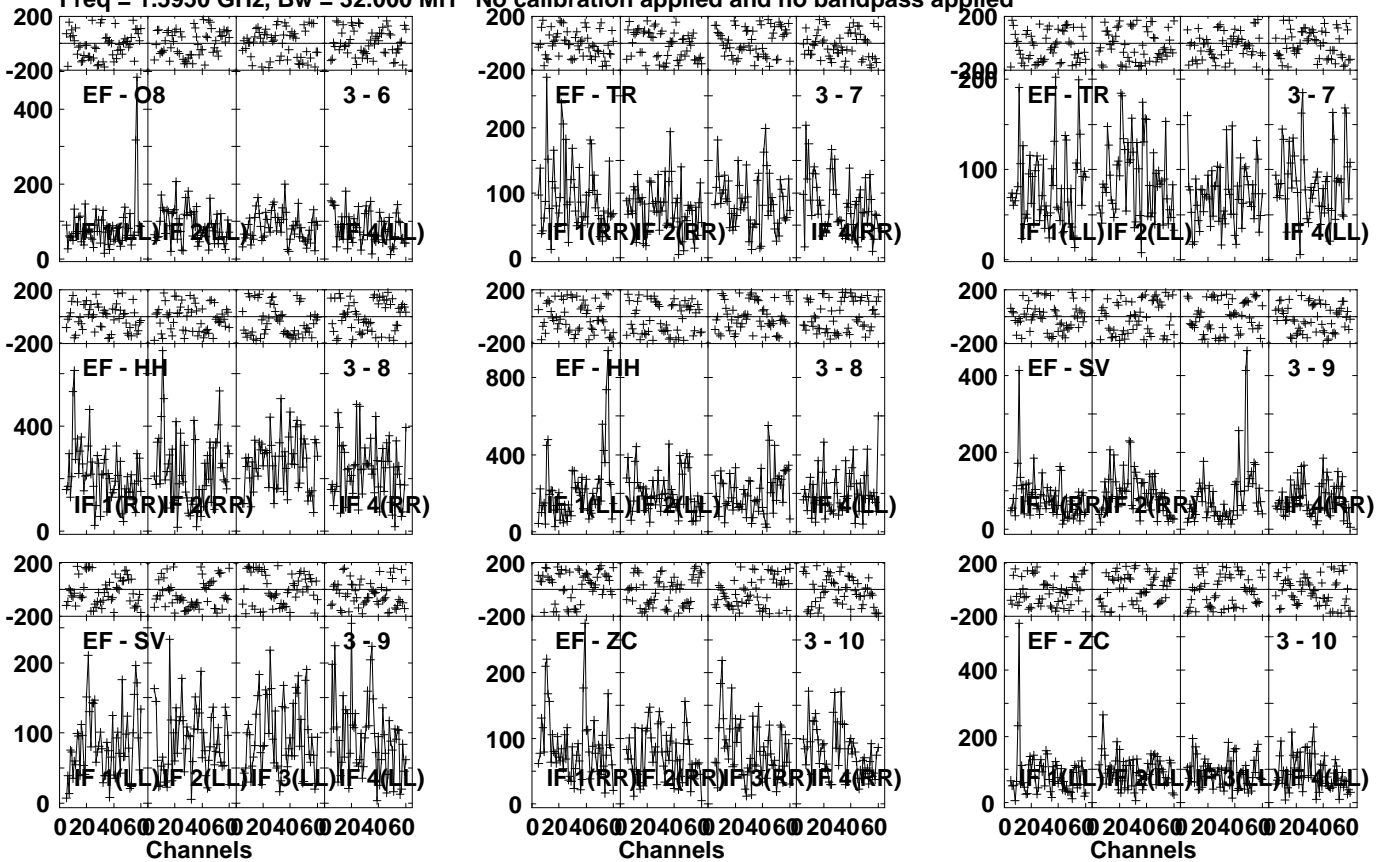 Freq = 1.5950 GHz, Bw = 32.000 MH No calibration applied and no bandpass applied
200
-200
EF - O8 3 - 6
400
200
0
IF 1(LL) IF 2(LL) IF 4(LL)
EF - TR 3 - 7
200
100
0
IF 1(RR) IF 2(RR) IF 4(RR)
200
-200
200
EF - TR 3 - 7
100
0
IF 1(LL) IF 2(LL) IF 4(LL)
200
-200
EF - HH 3 - 8
400
0
IF 1(RR) IF 2(RR) IF 4(RR)
200
-200
EF - HH 3 - 8
800
400
0
IF 1(LL) IF 2(LL) IF 4(LL)
200
-200
EF - SV 3 - 9
400
200
0
IF 1(RR) IF 2(RR) IF 4(RR)
200
-200
EF - SV 3 - 9
200
100
0
IF 1(LL) IF 2(LL) IF 3(LL) IF 4(LL)
0 20 40 60 0 20 40 60 0 20 40 60 0 20 40 60
Channels
EF - ZC 3 - 10
200
100
0
IF 1(RR) IF 2(RR) IF 3(RR) IF 4(RR)
0 20 40 60 0 20 40 60 0 20 40 60 0 20 40 60
Channels
200
-200
EF - ZC 3 - 10
400
200
0
IF 1(LL) IF 2(LL) IF 3(LL) IF 4(LL)
0 20 40 60 0 20 40 60 0 20 40 60 0 20 40 60
Channels